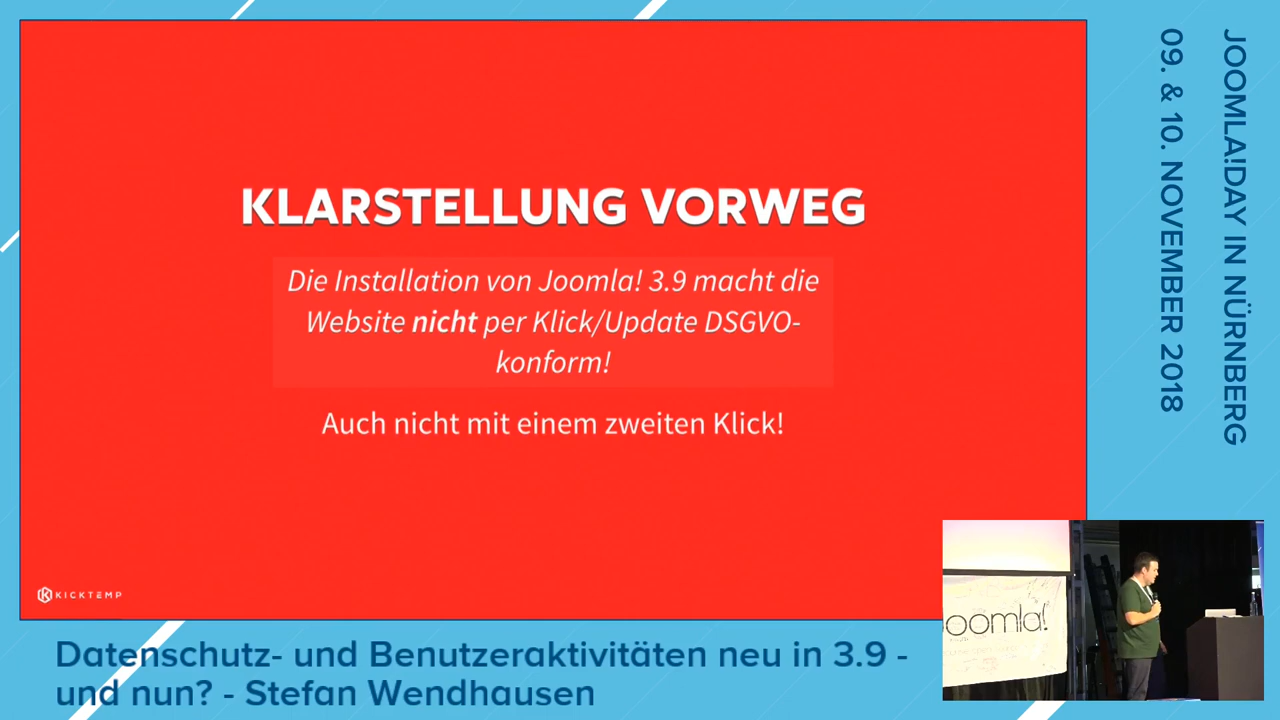 KLARSTELLUNG VORWEG
Die Installation von Joomla! 3.9 macht die
Website nicht per Klick/Update DSGVO-
konform!
Auch nicht mit einem zweiten Klick!
KICKTEMP
JOOMLA!DAY IN NÜRNBERG
09. & 10. NOVEMBER 2018
Joomla!
Datenschutz- und Benutzeraktivitäten neu in 3.9 -
und nun? - Stefan Wendhausen